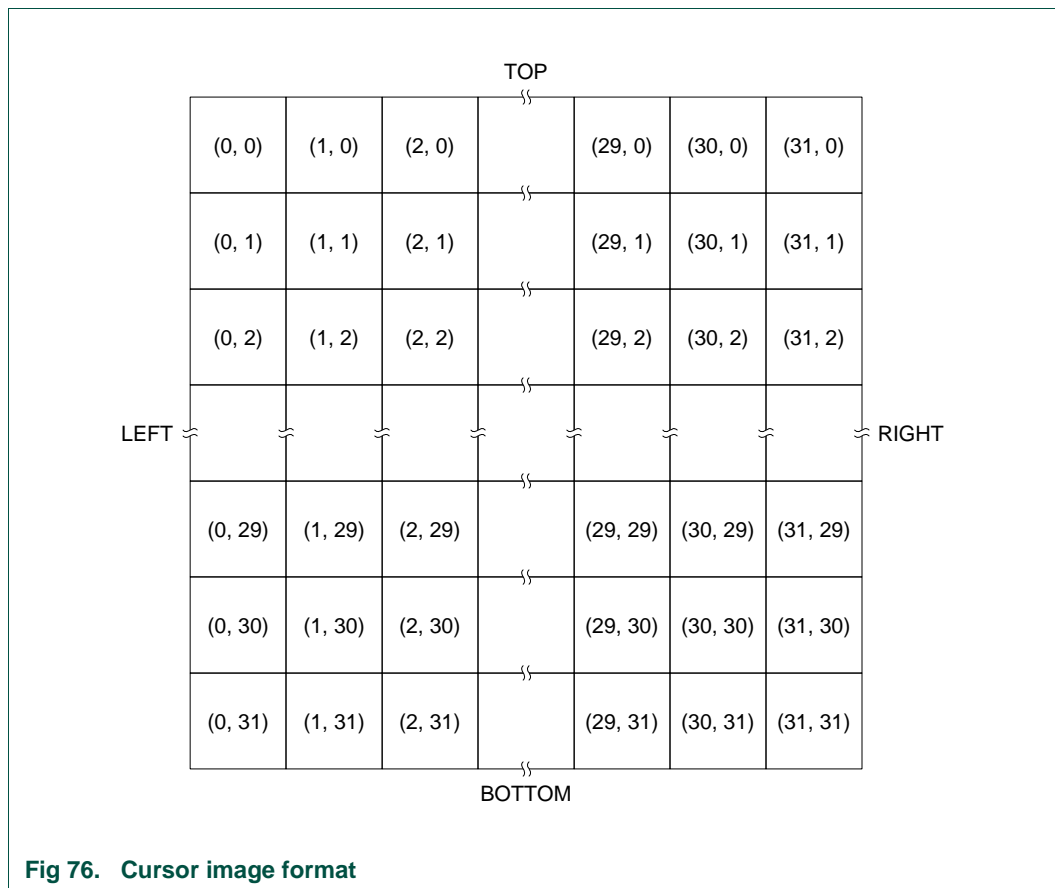 TOP
(0, 0) (1, 0) (2, 0) (29, 0) (30, 0) (31, 0)
(0, 1) (1, 1) (2, 1) (29, 1) (30, 1) (31, 1)
(0, 2) (1, 2) (2, 2) (29, 2) (30, 2) (31, 2)
LEFT RIGHT
(0, 29) (1, 29) (2, 29) (29, 29) (30, 29) (31, 29)
(0, 30) (1, 30) (2, 30) (29, 30) (30, 30) (31, 30)
(0, 31) (1, 31) (2, 31) (29, 31) (30, 31) (31, 31)
BOTTOM
Fig 76. Cursor image format